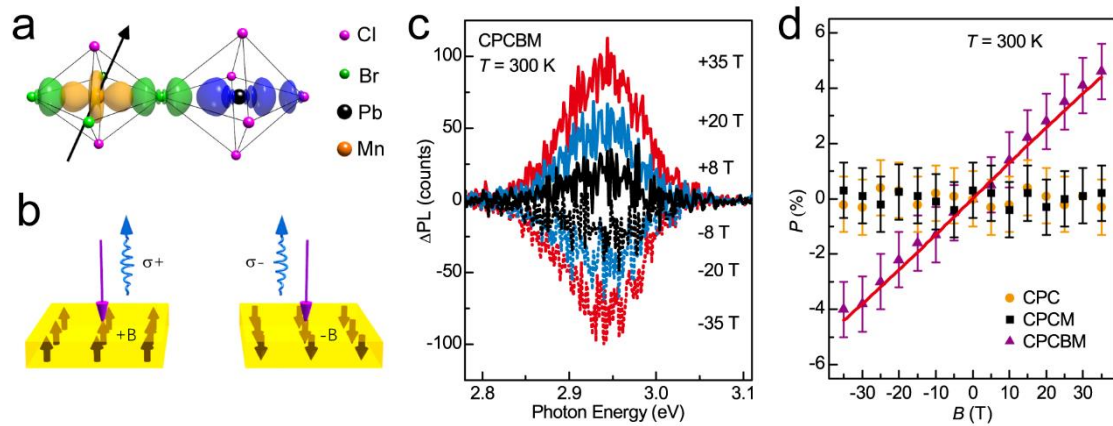 a
Cl
Br
Pb
Mn
b
σ+
+B
σ−
-B
c
CPCBM
T = 300 K
+35 T
+20 T
+8 T
-8 T
-20 T
-35 T
100
50
0
-50
-100
ΔPL (counts)
2.8 2.9 3.0 3.1
Photon Energy (eV)
d
T = 300 K
6
4
2
0
-2
-4
-6
P (%)
CPC
CPCM
CPCBM
-30 -20 -10 0 10 20 30
B (T)